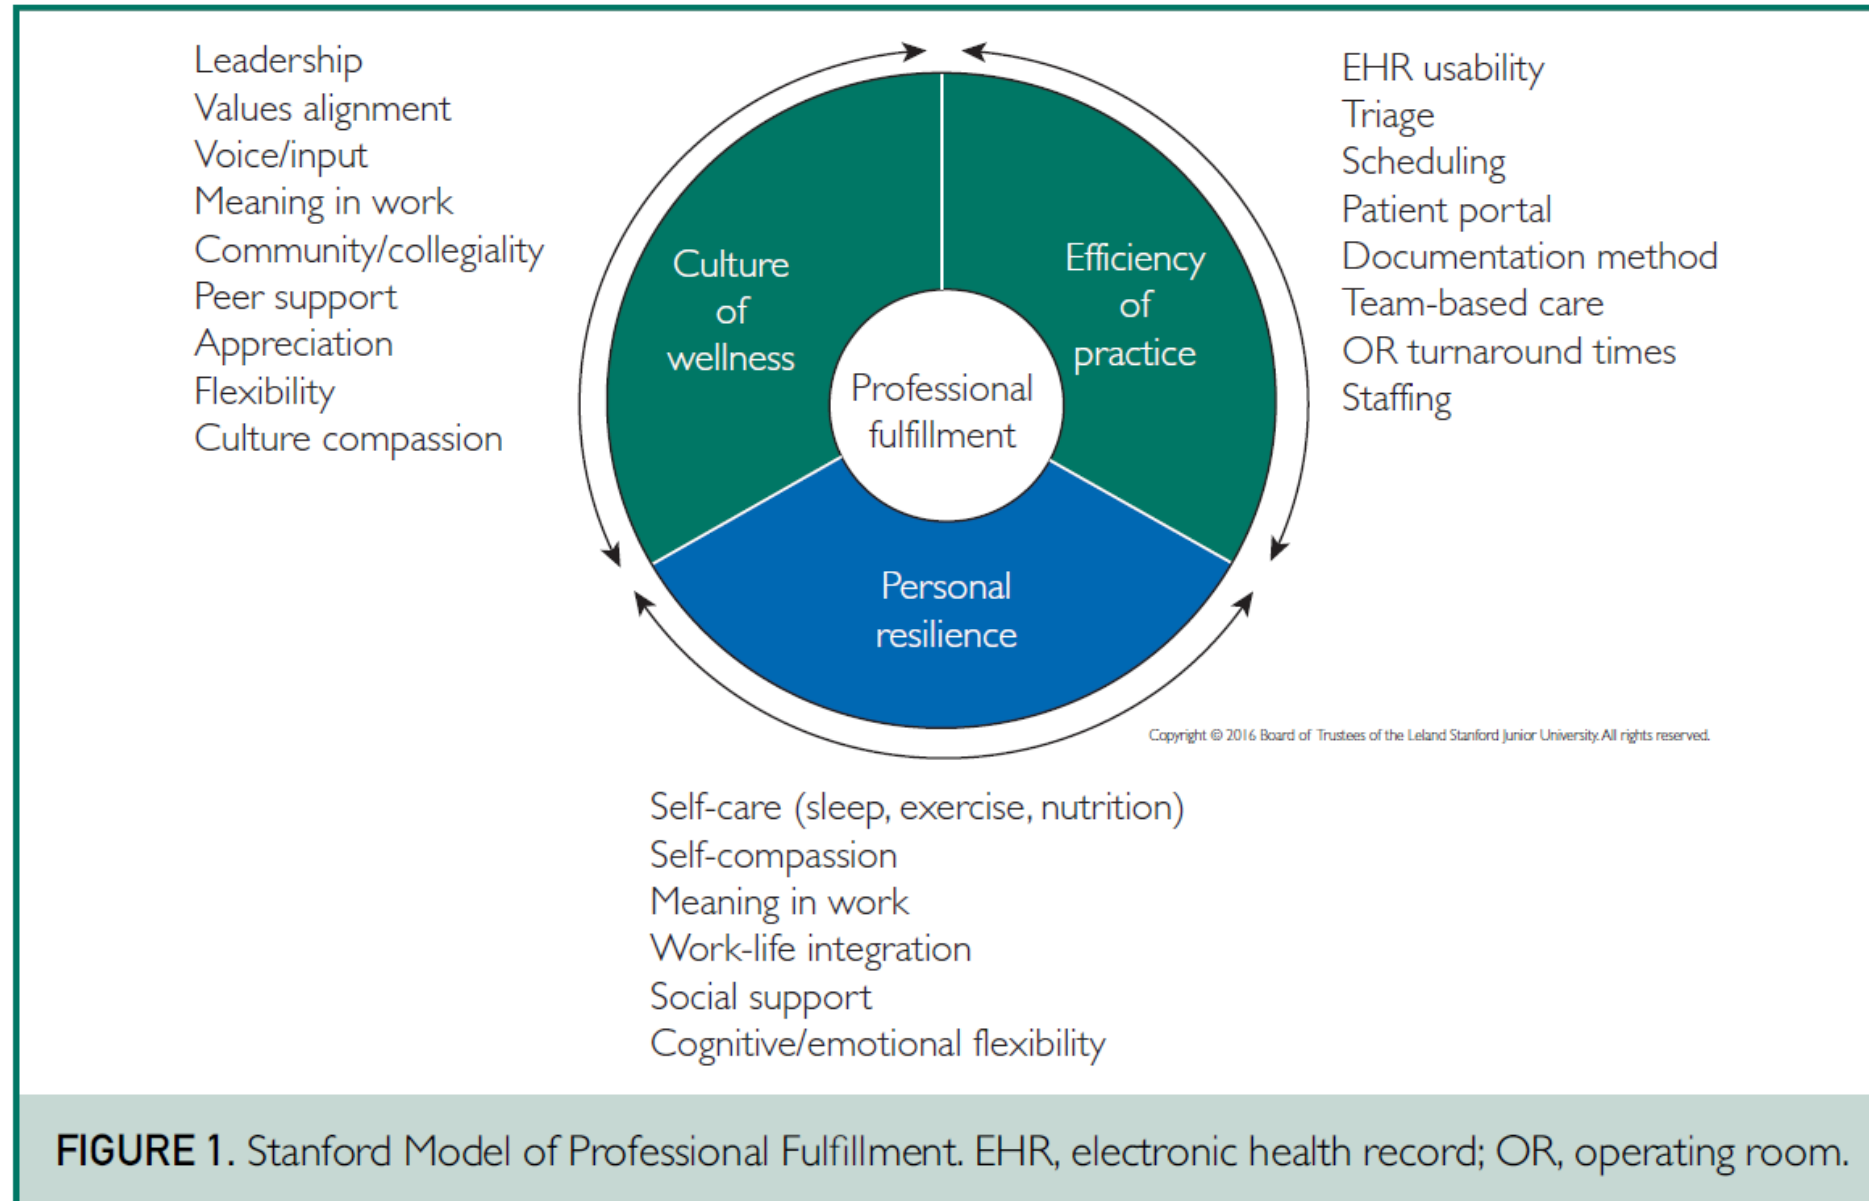 Leadership
Values alignment
Voice/input
Meaning in work
Community/collegiality
Peer support
Appreciation
Flexibility
Culture compassion
Culture
of
wellness
Efficiency
of
practice
Professional
fulfillment
Personal
resilience
EHR usability
Triage
Scheduling
Patient portal
Documentation method
Team-based care
OR turnaround times
Staffing
Copyright © 2016 Board of Trustees of the Leland Stanford Junior University. All rights reserved.
Self-care (sleep, exercise, nutrition)
Self-compassion
Meaning in work
Work-life integration
Social support
Cognitive/emotional flexibility
FIGURE 1. Stanford Model of Professional Fulfillment. EHR, electronic health record; OR, operating room.